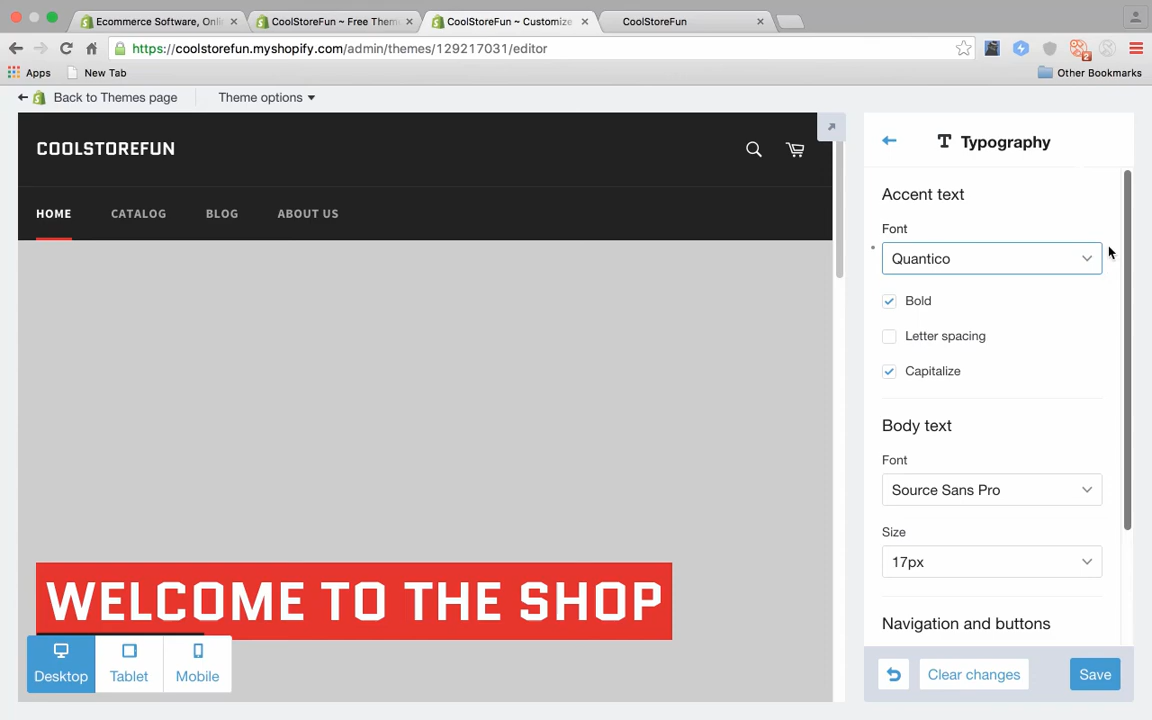 Ecommerce Software, Onli
CoolStoreFun ~ Free Them
CoolStoreFun ~ Customize
CoolStoreFun
https://coolstorefun.myshopify.com/admin/themes/129217031/editor
2
Apps
New Tab
Other Bookmarks
Back to Themes page
Theme options
COOLSTOREFUN
HOME
CATALOG
BLOG
ABOUT US
WELCOME TO THE SHOP
Desktop
Tablet
Mobile
Typography
Accent text
Font
Quantico
Bold
Letter spacing
Capitalize
Body text
Font
Source Sans Pro
Size
17px
Navigation and buttons
Clear changes
Save